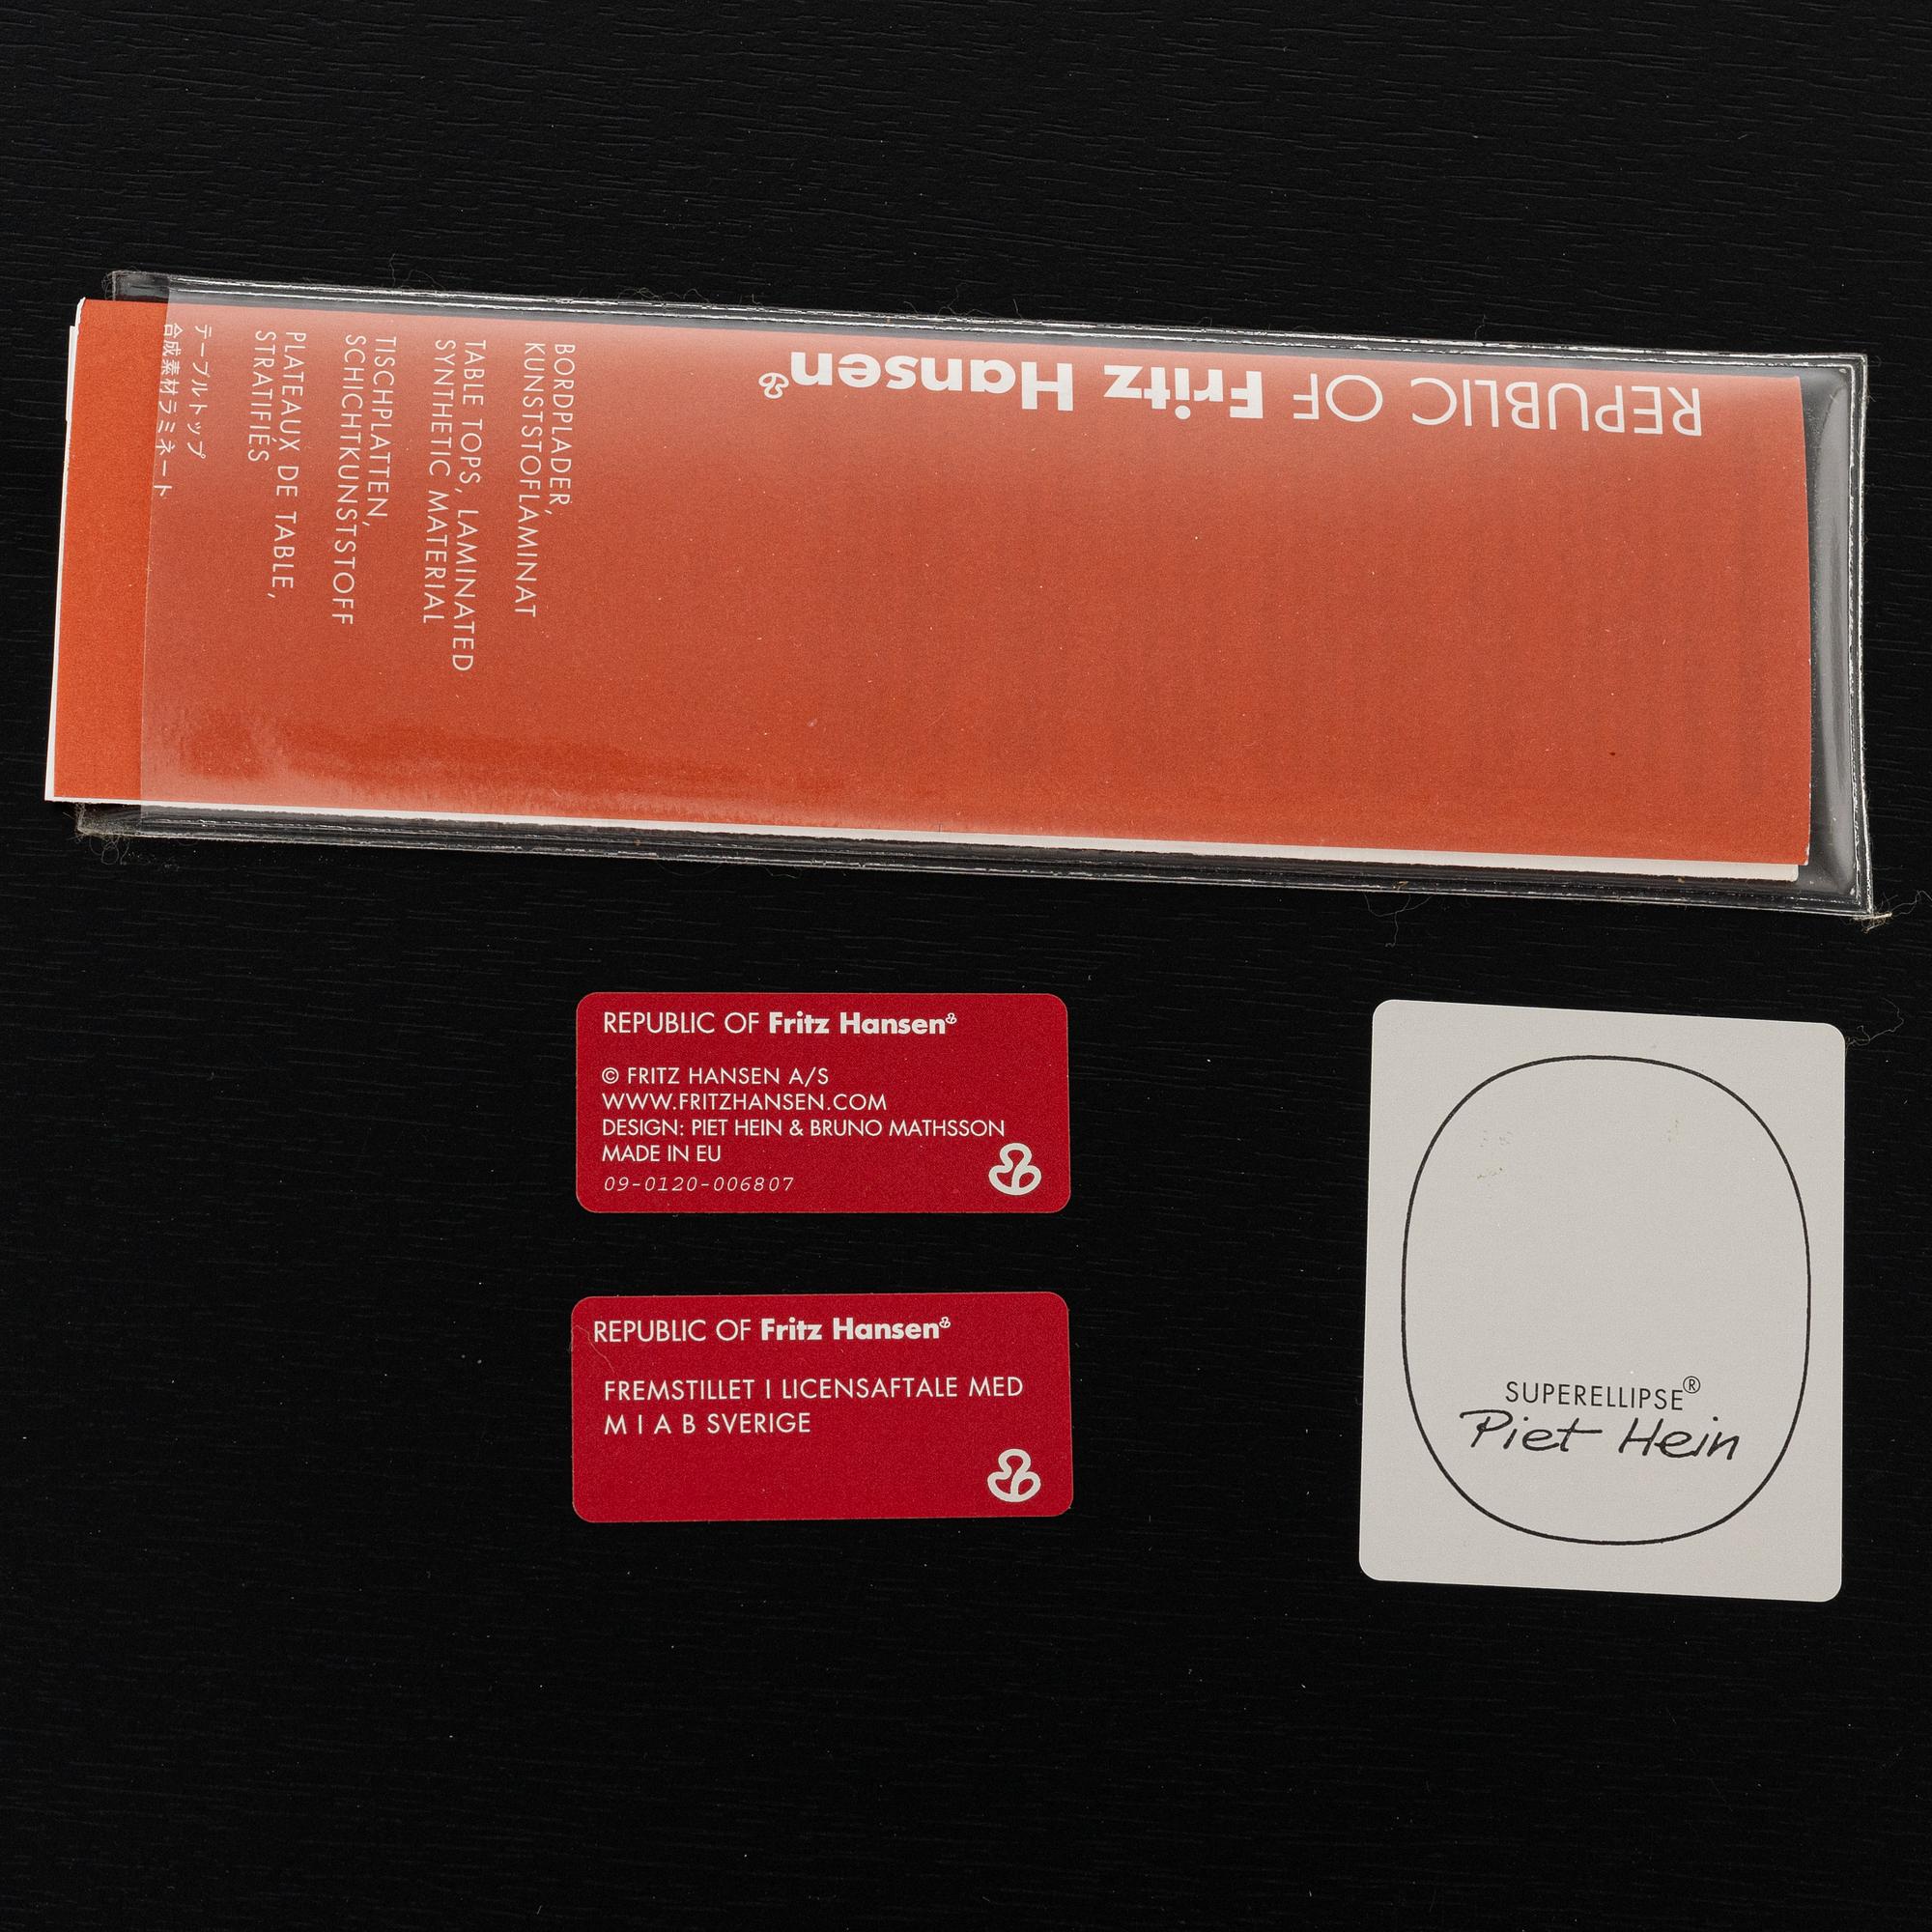 REPUBLIC OF Fritz Hansen
BORDPLADER,
KUNSTSTOFLAMINAT
TABLE TOPS, LAMINATED
SYNTHETIC MATERIAL
TISCHPLATTEN,
SCHICHTKUNSTSTOFF
PLATEAUX DE TABLE,
STRATIFIÉS
テーブルトップ
合成素材ラミネート
REPUBLIC OF Fritz Hansen
© FRITZ HANSEN A/S
WWW.FRITZHANSEN.COM
DESIGN: PIET HEIN & BRUNO MATHSSON
MADE IN EU
09-0120-006807
REPUBLIC OF Fritz Hansen
FREMSTILLET I LICENSAFTALE MED
M I A B SVERIGE
SUPERELLIPSE®
Piet Hein